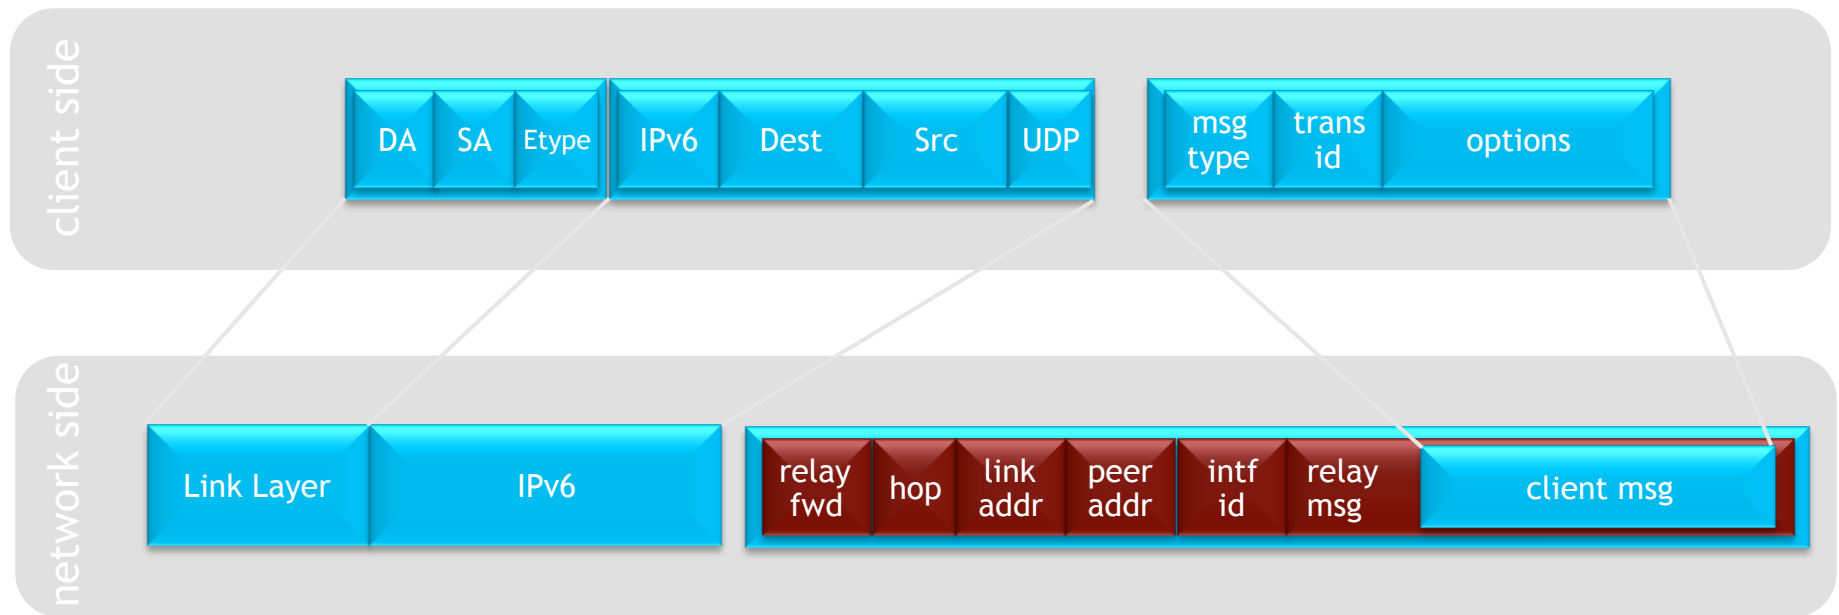 client side
DA
SA
Etype
IPv6
Dest
Src
UDP
msg
type
trans
id
options
network side
Link Layer
IPv6
relay
fwd
hop
link
addr
peer
addr
intf
id
relay
msg
client msg